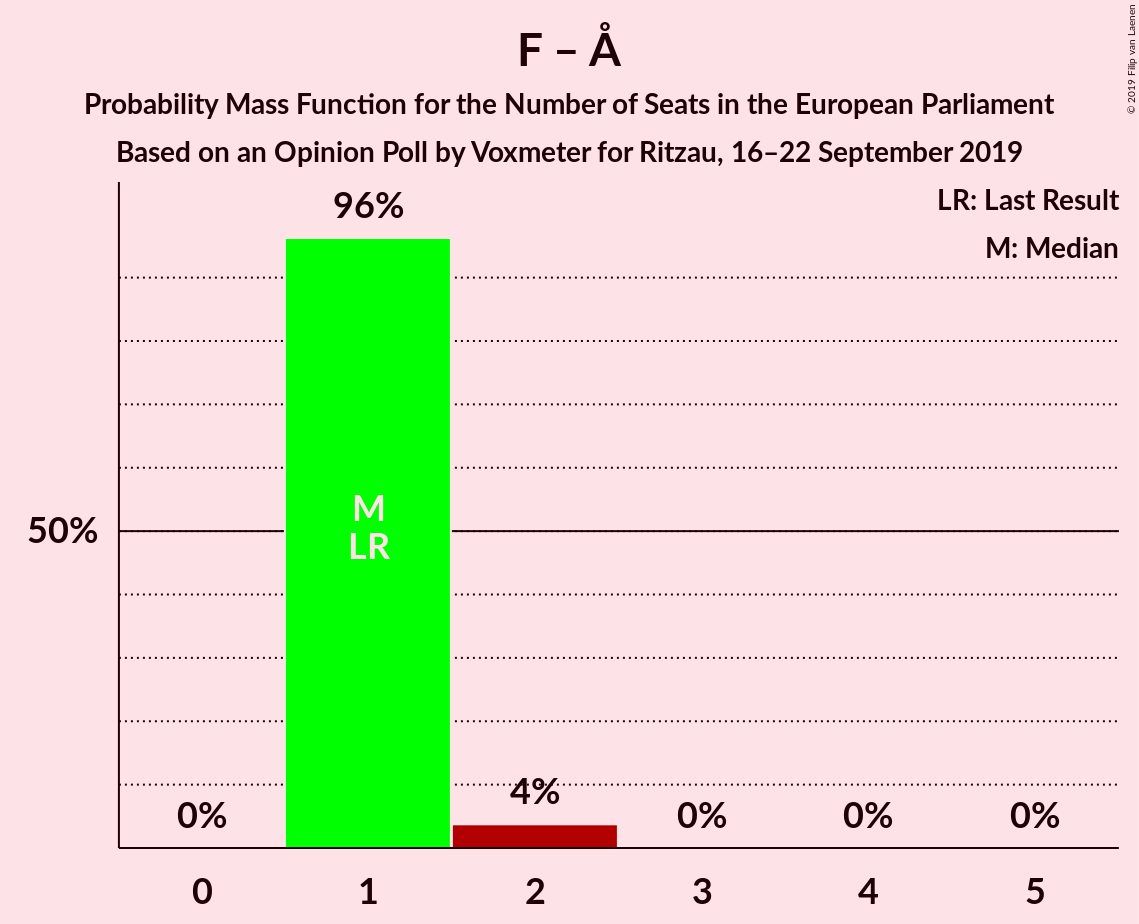 F – Å
Probability Mass Function for the Number of Seats in the European Parliament
Based on an Opinion Poll by Voxmeter for Ritzau, 16–22 September 2019
© 2019 Filip van Laenen
LR: Last Result
M: Median
96%
50%
M
LR
0%
4%
0%
0%
0%
0
1
2
3
4
5